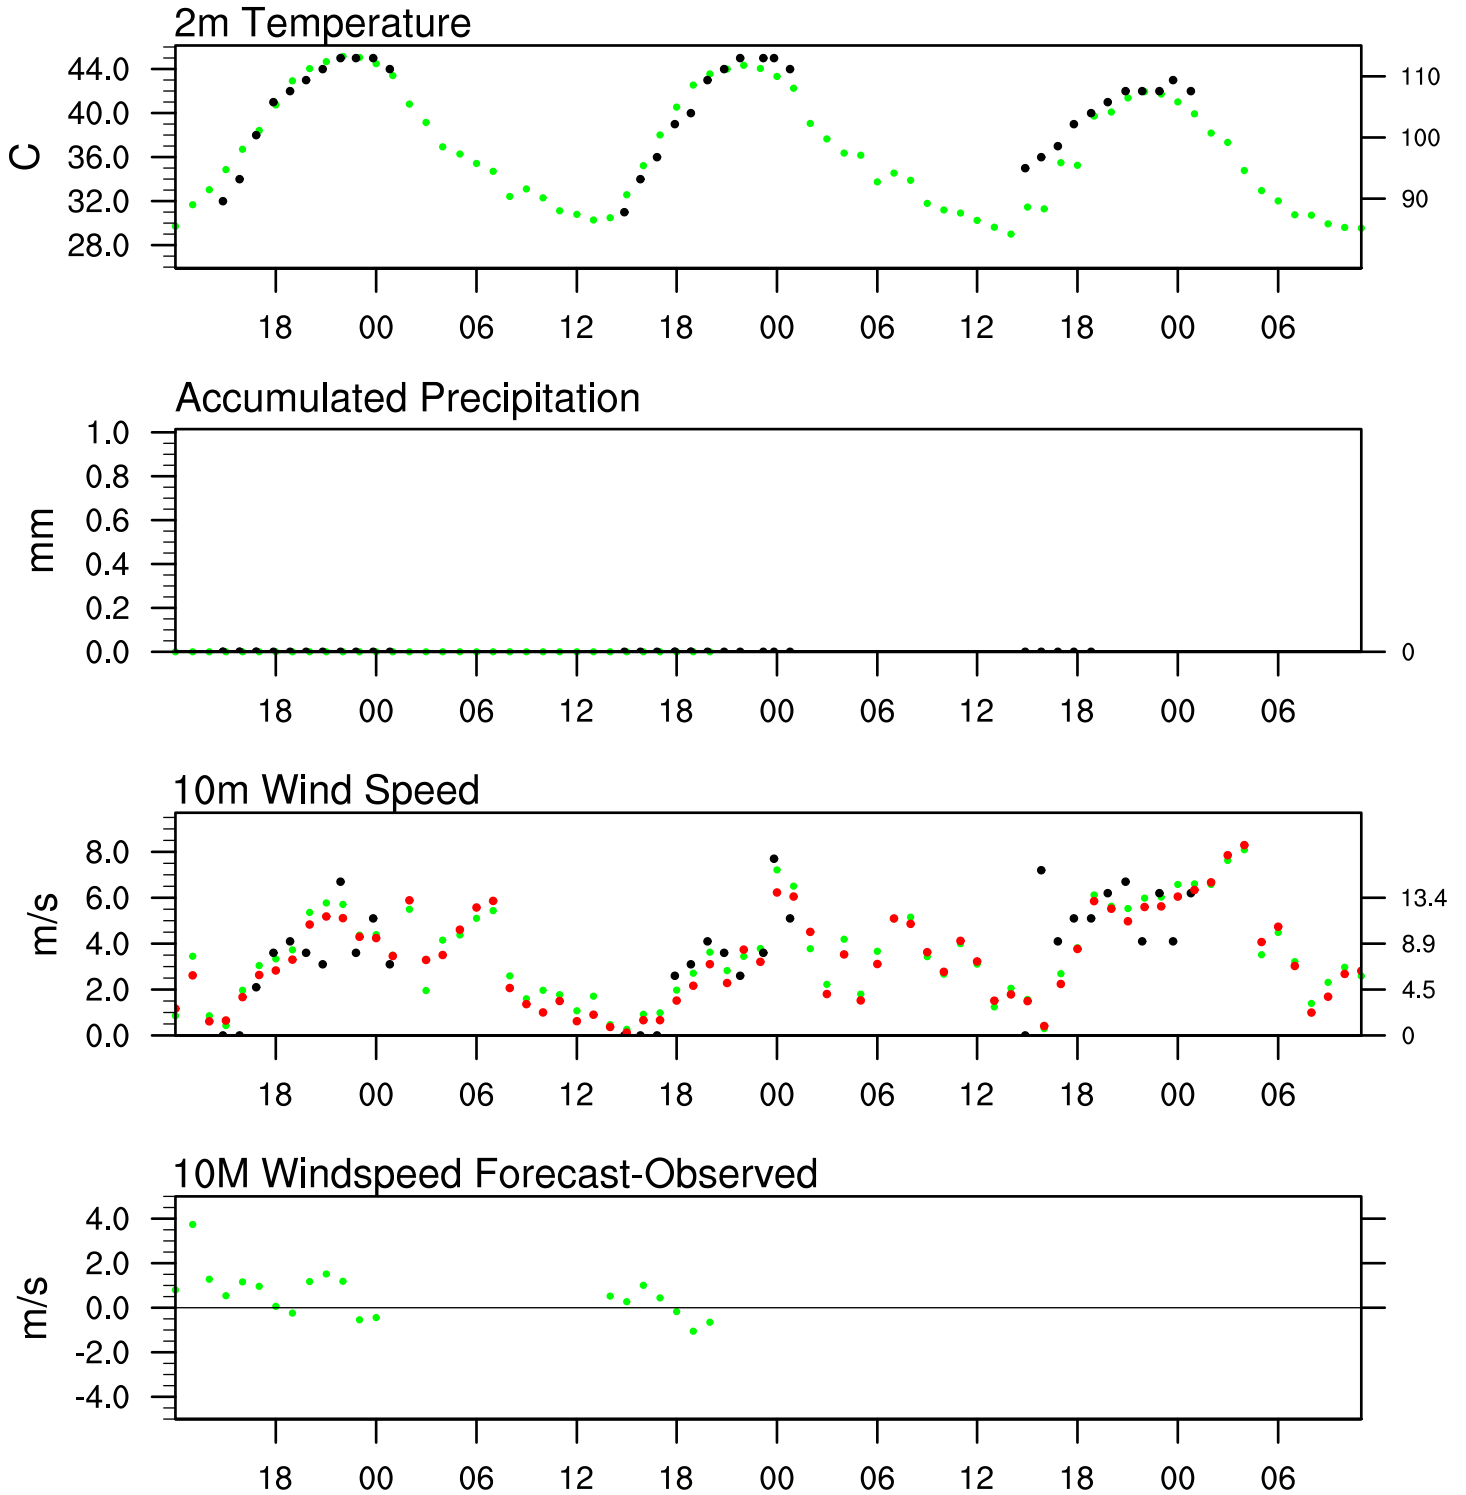 2m Temperature
44.0
40.0
36.0
32.0
28.0
C
110
100
90
18 00 06 12 18 00 06 12 18 00 06
Accumulated Precipitation
1.0
0.8
0.6
0.4
0.2
0.0
mm
0
18 00 06 12 18 00 06 12 18 00 06
10m Wind Speed
8.0
6.0
4.0
2.0
0.0
m/s
13.4
8.9
4.5
0
18 00 06 12 18 00 06 12 18 00 06
10M Windspeed Forecast-Observed
4.0
2.0
0.0
-2.0
-4.0
m/s
18 00 06 12 18 00 06 12 18 00 06